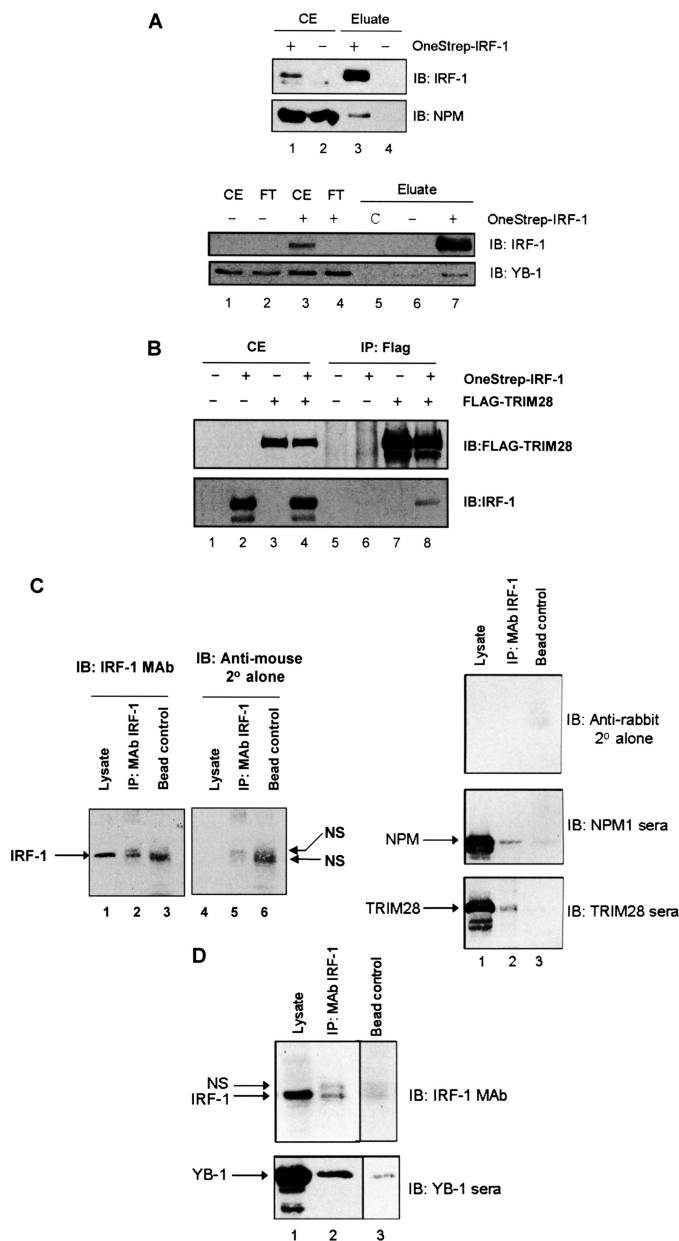 A
CE Eluate
+ − + − OneStrep-IRF-1
IB: IRF-1
IB: NPM
1 2 3 4
CE FT CE FT Eluate
− − + + C − + OneStrep-IRF-1
IB: IRF-1
IB: YB-1
1 2 3 4 5 6 7
B
CE IP: Flag
− + − + − + − + OneStrep-IRF-1
− − + + − − + + FLAG-TRIM28
IB:FLAG-TRIM28
IB:IRF-1
1 2 3 4 5 6 7 8
C
IB: IRF-1 MAb
IB: Anti-mouse
2o alone
Lysate
IP: MAb IRF-1
Bead control
Lysate
IP: MAb IRF-1
Bead control
IRF-1
NS
NS
1 2 3 4 5 6
Lysate
IP: MAb IRF-1
Bead control
IB: Anti-rabbit
2o alone
NPM
IB: NPM1 sera
TRIM28
IB: TRIM28 sera
1 2 3
D
Lysate
IP: MAb IRF-1
Bead control
NS
IRF-1
IB: IRF-1 MAb
YB-1
IB: YB-1 sera
1 2 3